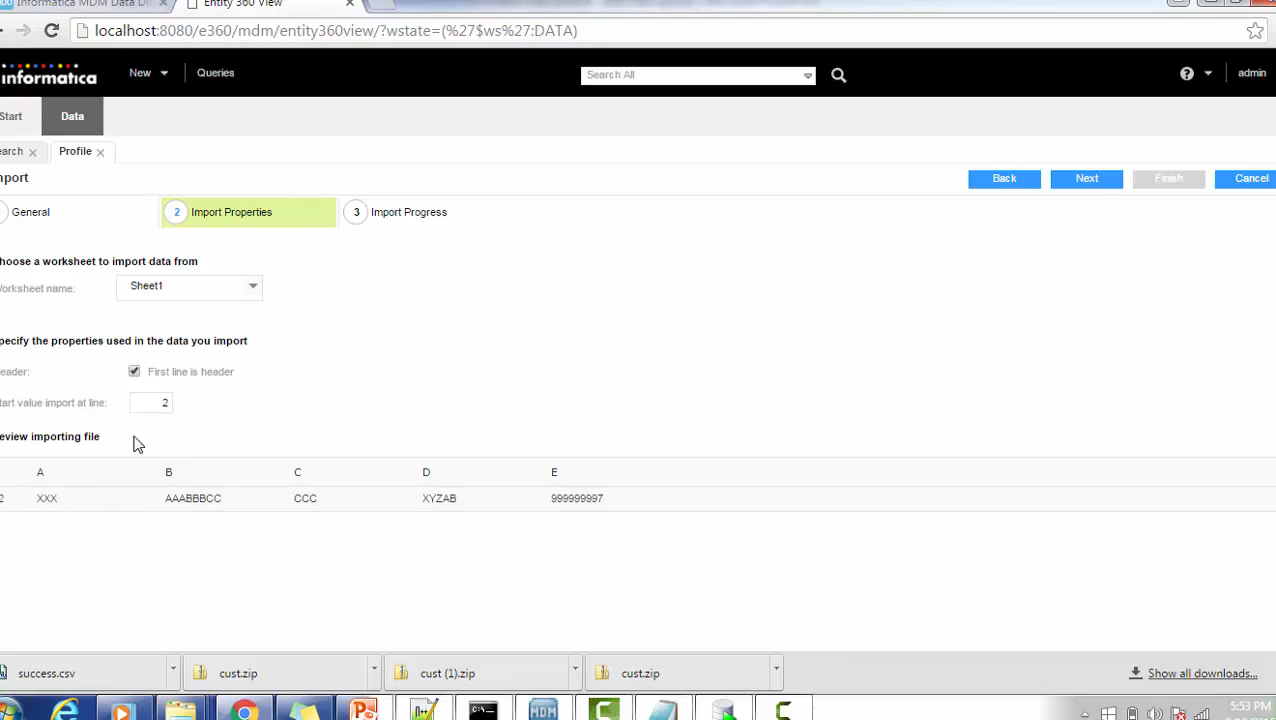 Informatica MDM Data Di
Entity 360 View
localhost:8080/e360/mdm/entity360view/?wstate=(%27$ws%27:DATA)
informatica
New
Queries
Search All
?
admin
Start
Data
earch
Profile
mport
Back
Next
Finish
Cancel
General
2 Import Properties
3 Import Progress
hoose a worksheet to import data from
Vorksheet name:
Sheet1
pecify the properties used in the data you import
eader:
First line is header
tart value import at line:
2
eview importing file
A B C D E
2 XXX AAABBBCC CCC XYZAB 999999997
success.csv
cust.zip
cust (1).zip
cust.zip
Show all downloads...
MDM
5:53 PM